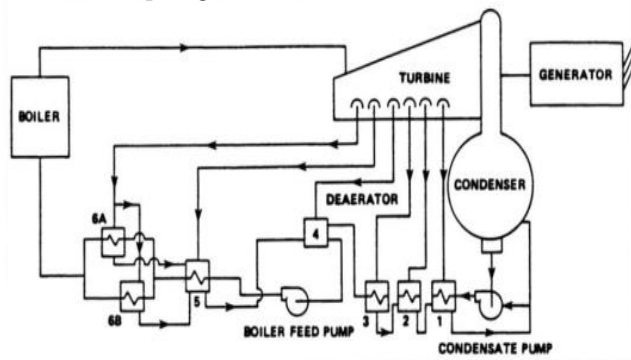 TURBINE
GENERATOR
BOILER
CONDENSER
DEAERATOR
6A
4
5
6B
3
2
1
BOILER FEED PUMP
CONDENSATE PUMP